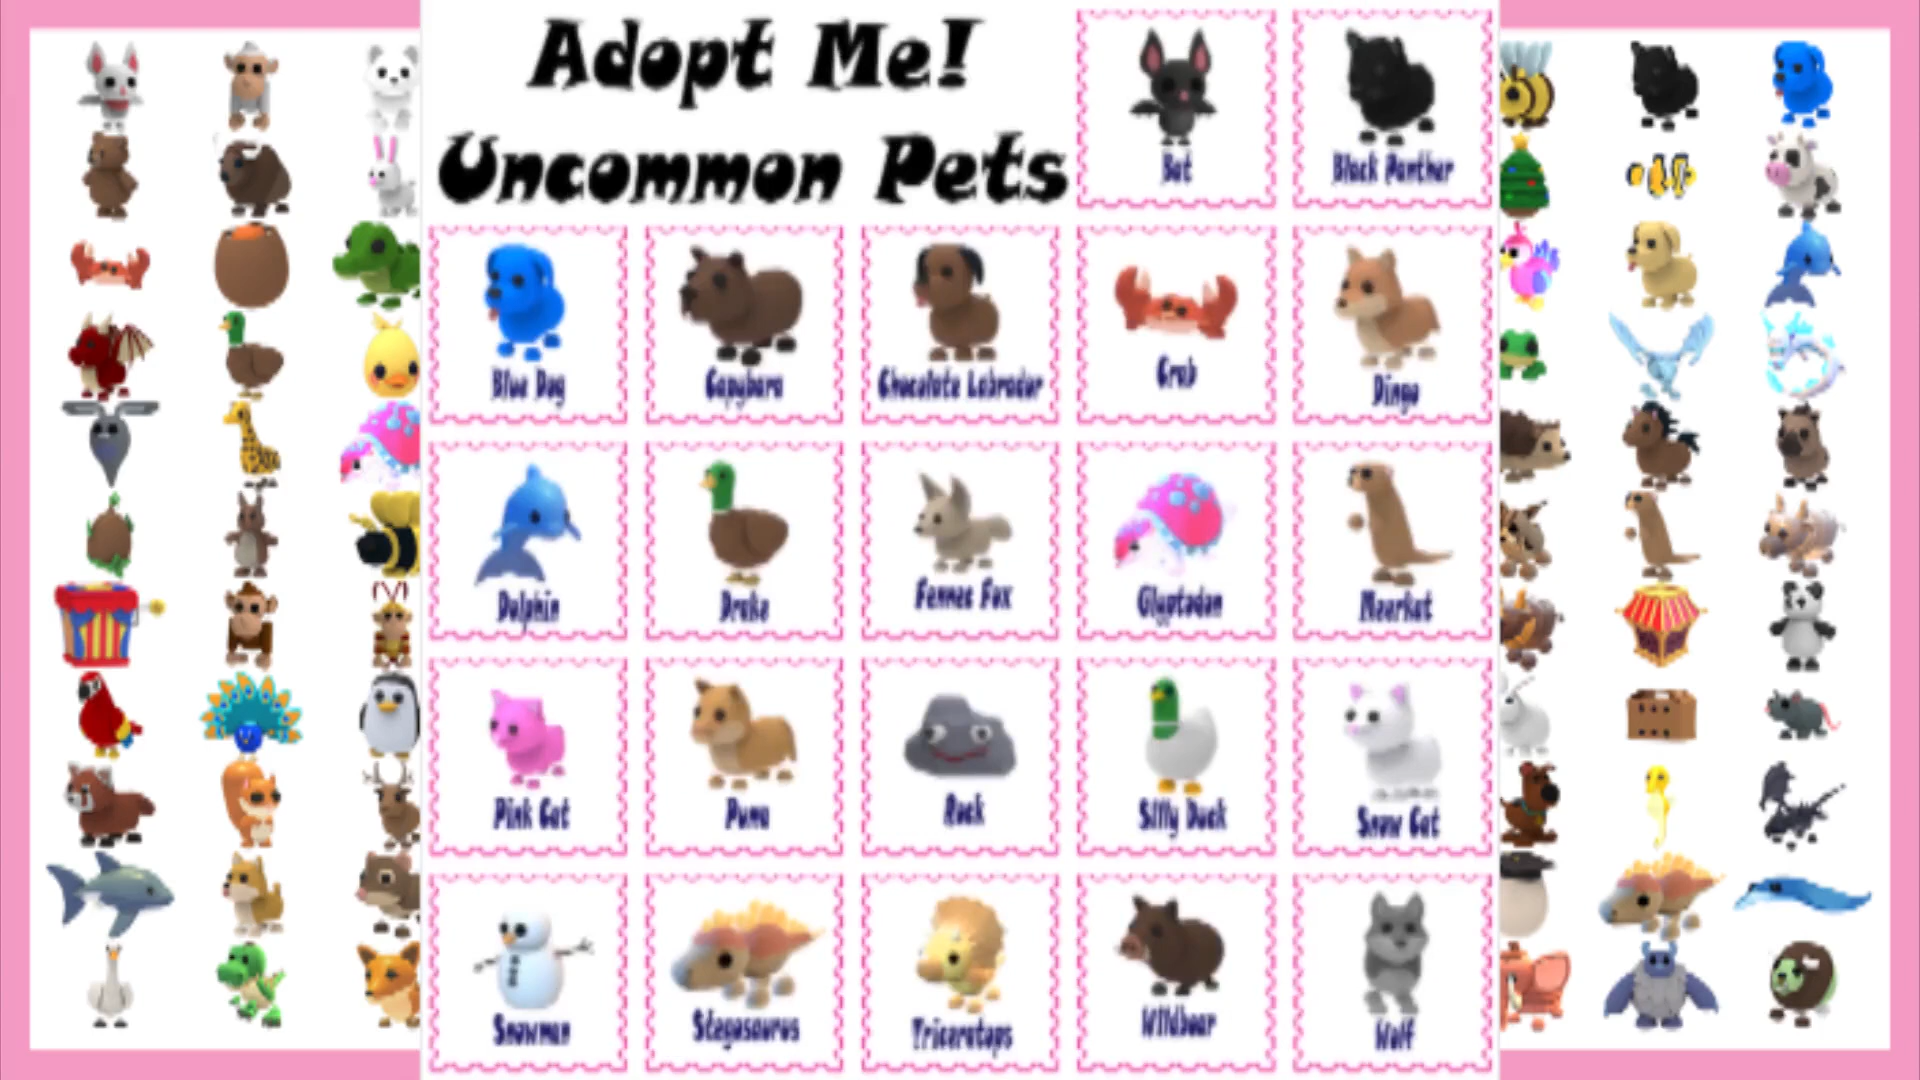 Adopt Me!
Uncommon Pets
Bat
Black Panther
Blue Dog
Capybara
Chocolate Labrador
Crab
Dingo
Dolphin
Drake
Fennec Fox
Glyptodon
Meerkat
Pink Cat
Puma
Rock
Silly Duck
Snow Cat
Snowman
Stegosaurus
Triceratops
Wildboar
Wolf